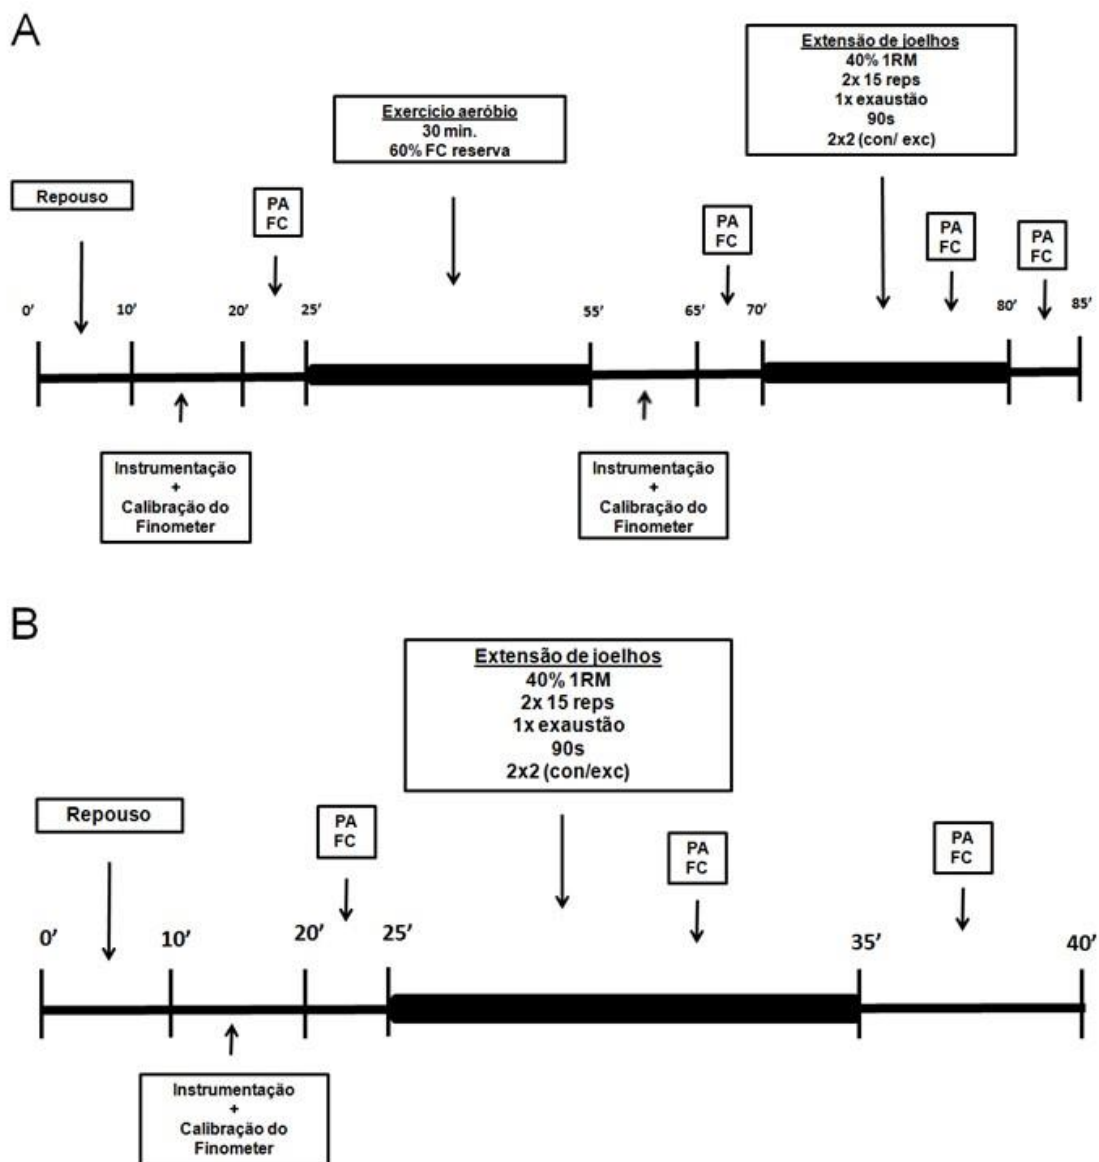 A
Extensão de joelhos
40% 1RM
2x 15 reps
1x exaustão
90s
2x2 (con/ exc)
Exercício aeróbio
30 min.
60% FC reserva
Repouso
PA
FC
PA
FC
PA
FC
PA
FC
0’
10’
20’
25’
55’
65’
70’
80’
85’
Instrumentação
+
Calibração do
Finometer
Instrumentação
+
Calibração do
Finometer
B
Extensão de joelhos
40% 1RM
2x 15 reps
1x exaustão
90s
2x2 (con/exc)
Repouso
PA
FC
PA
FC
PA
FC
0’
10’
20’
25’
35’
40’
Instrumentação
+
Calibração do
Finometer